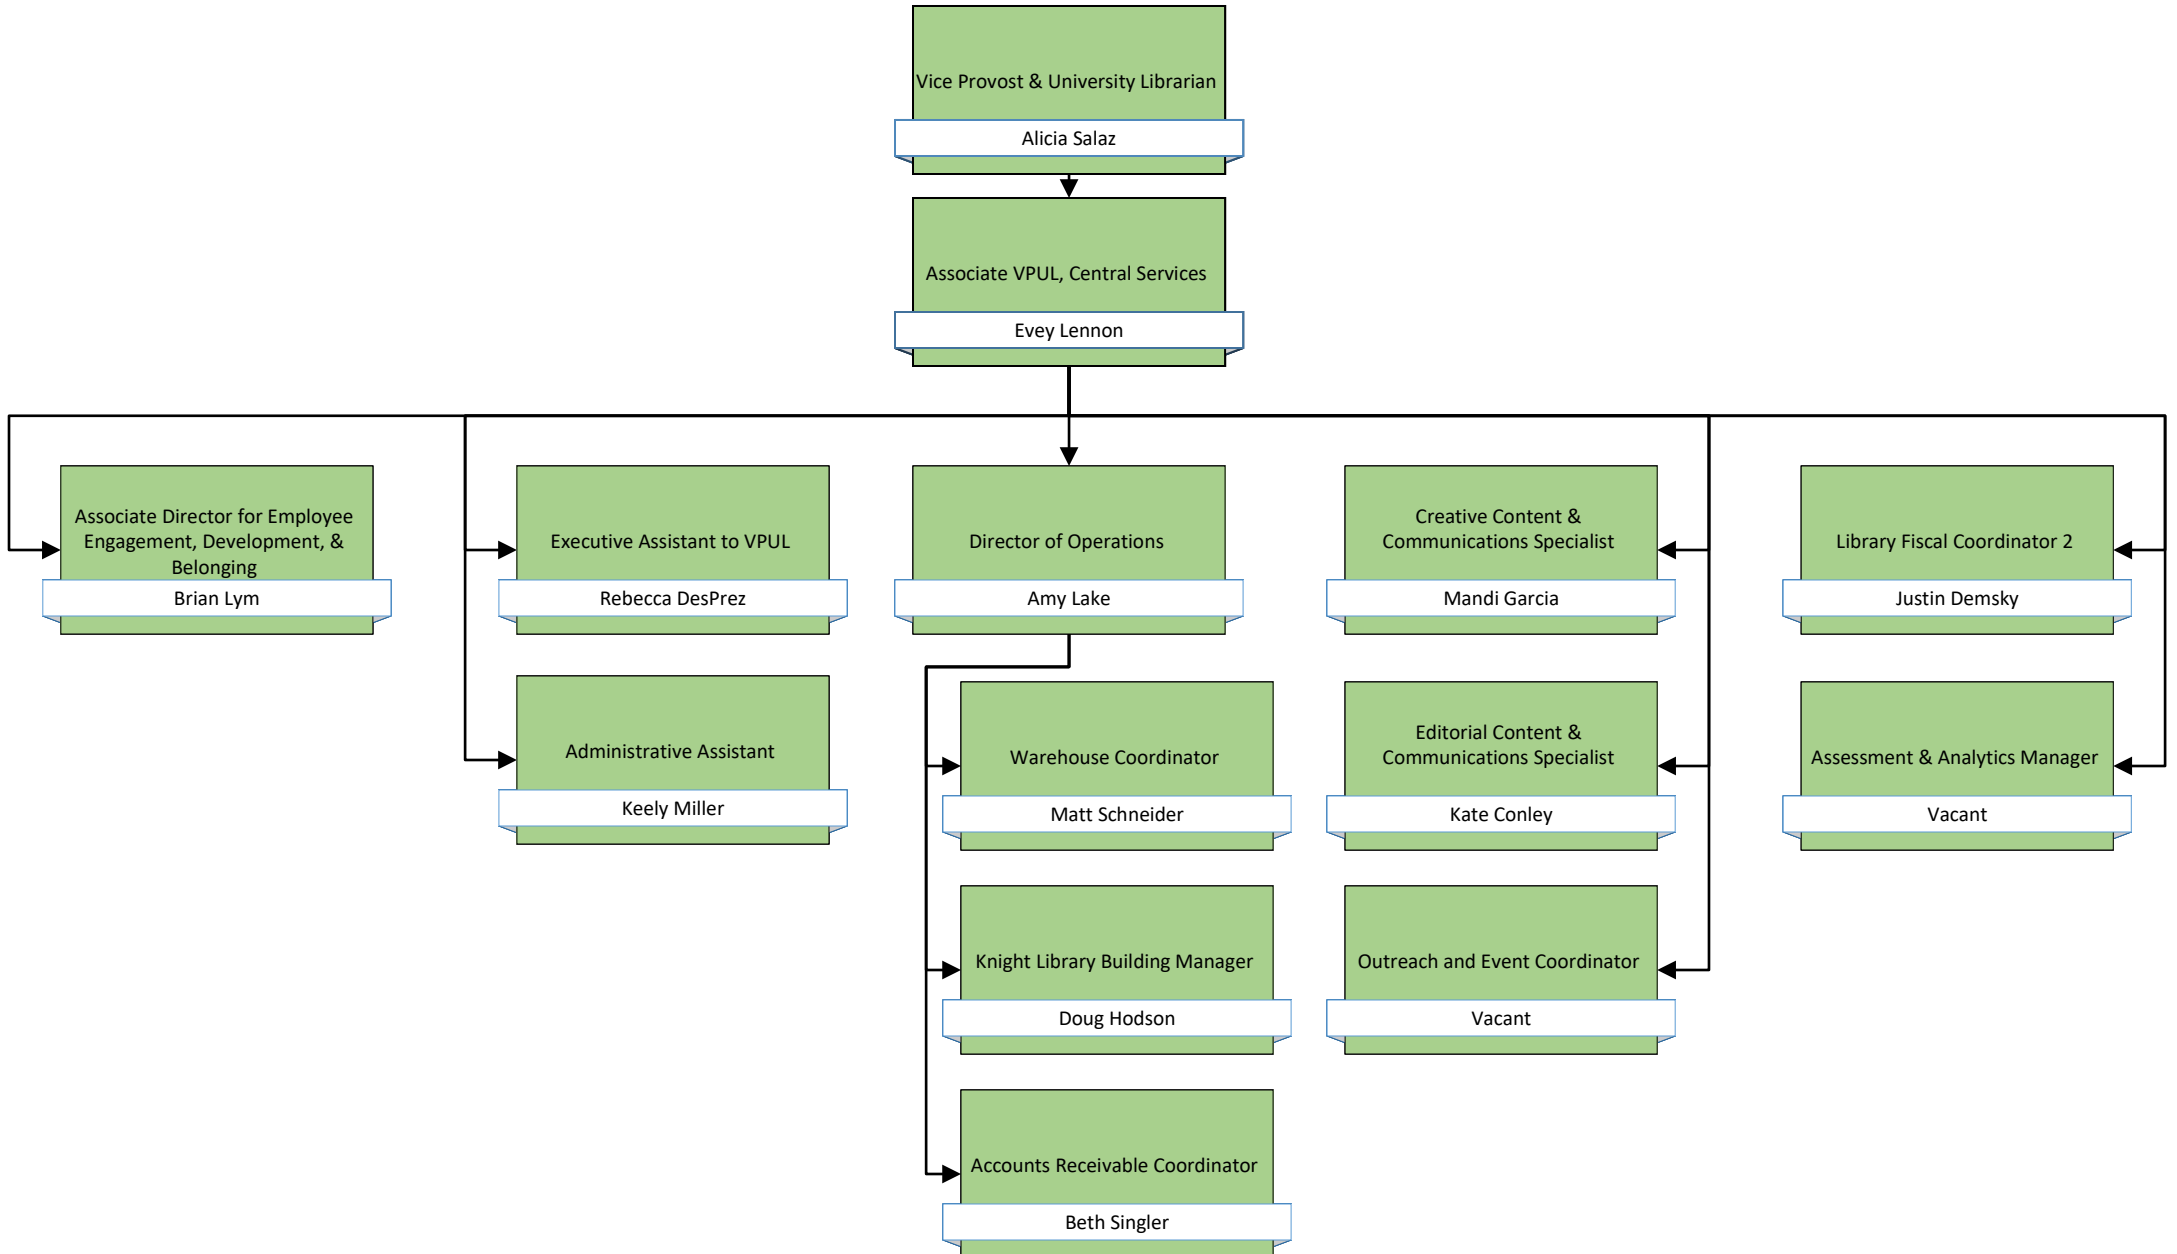 Vice Provost & University Librarian
Alicia Salaz
Associate VPUL, Central Services
Evey Lennon
Associate Director for Employee
Engagement, Development, &
Belonging
Brian Lym
Executive Assistant to VPUL
Rebecca DesPrez
Director of Operations
Amy Lake
Creative Content &
Communications Specialist
Mandi Garcia
Library Fiscal Coordinator 2
Justin Demsky
Administrative Assistant
Keely Miller
Warehouse Coordinator
Matt Schneider
Editorial Content &
Communications Specialist
Kate Conley
Assessment & Analytics Manager
Vacant
Knight Library Building Manager
Doug Hodson
Outreach and Event Coordinator
Vacant
Accounts Receivable Coordinator
Beth Singler